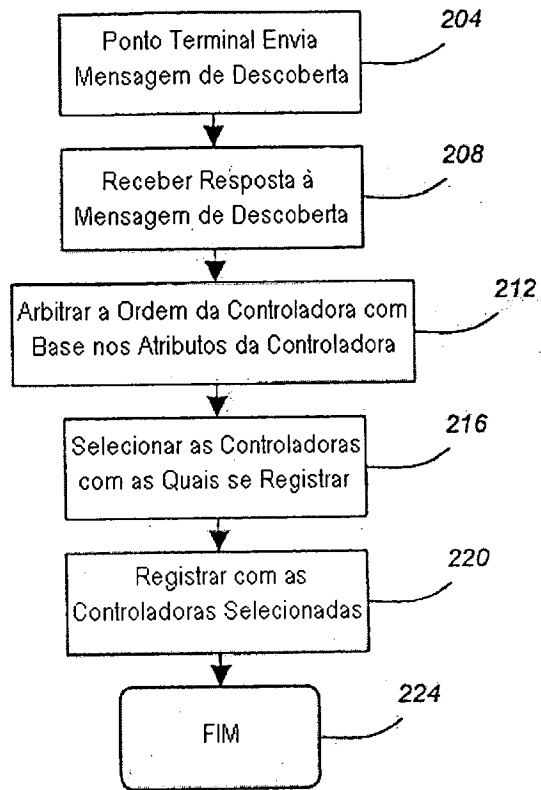 Ponto Terminal Envia
Mensagem de Descoberta
204
Receber Resposta à
Mensagem de Descoberta
208
Arbitrar a Ordem da Controladora com
Base nos Atributos da Controladora
212
Selecionar as Controladoras
com as Quais se Registrar
216
Registrar com as
Controladoras Selecionadas
220
FIM
224